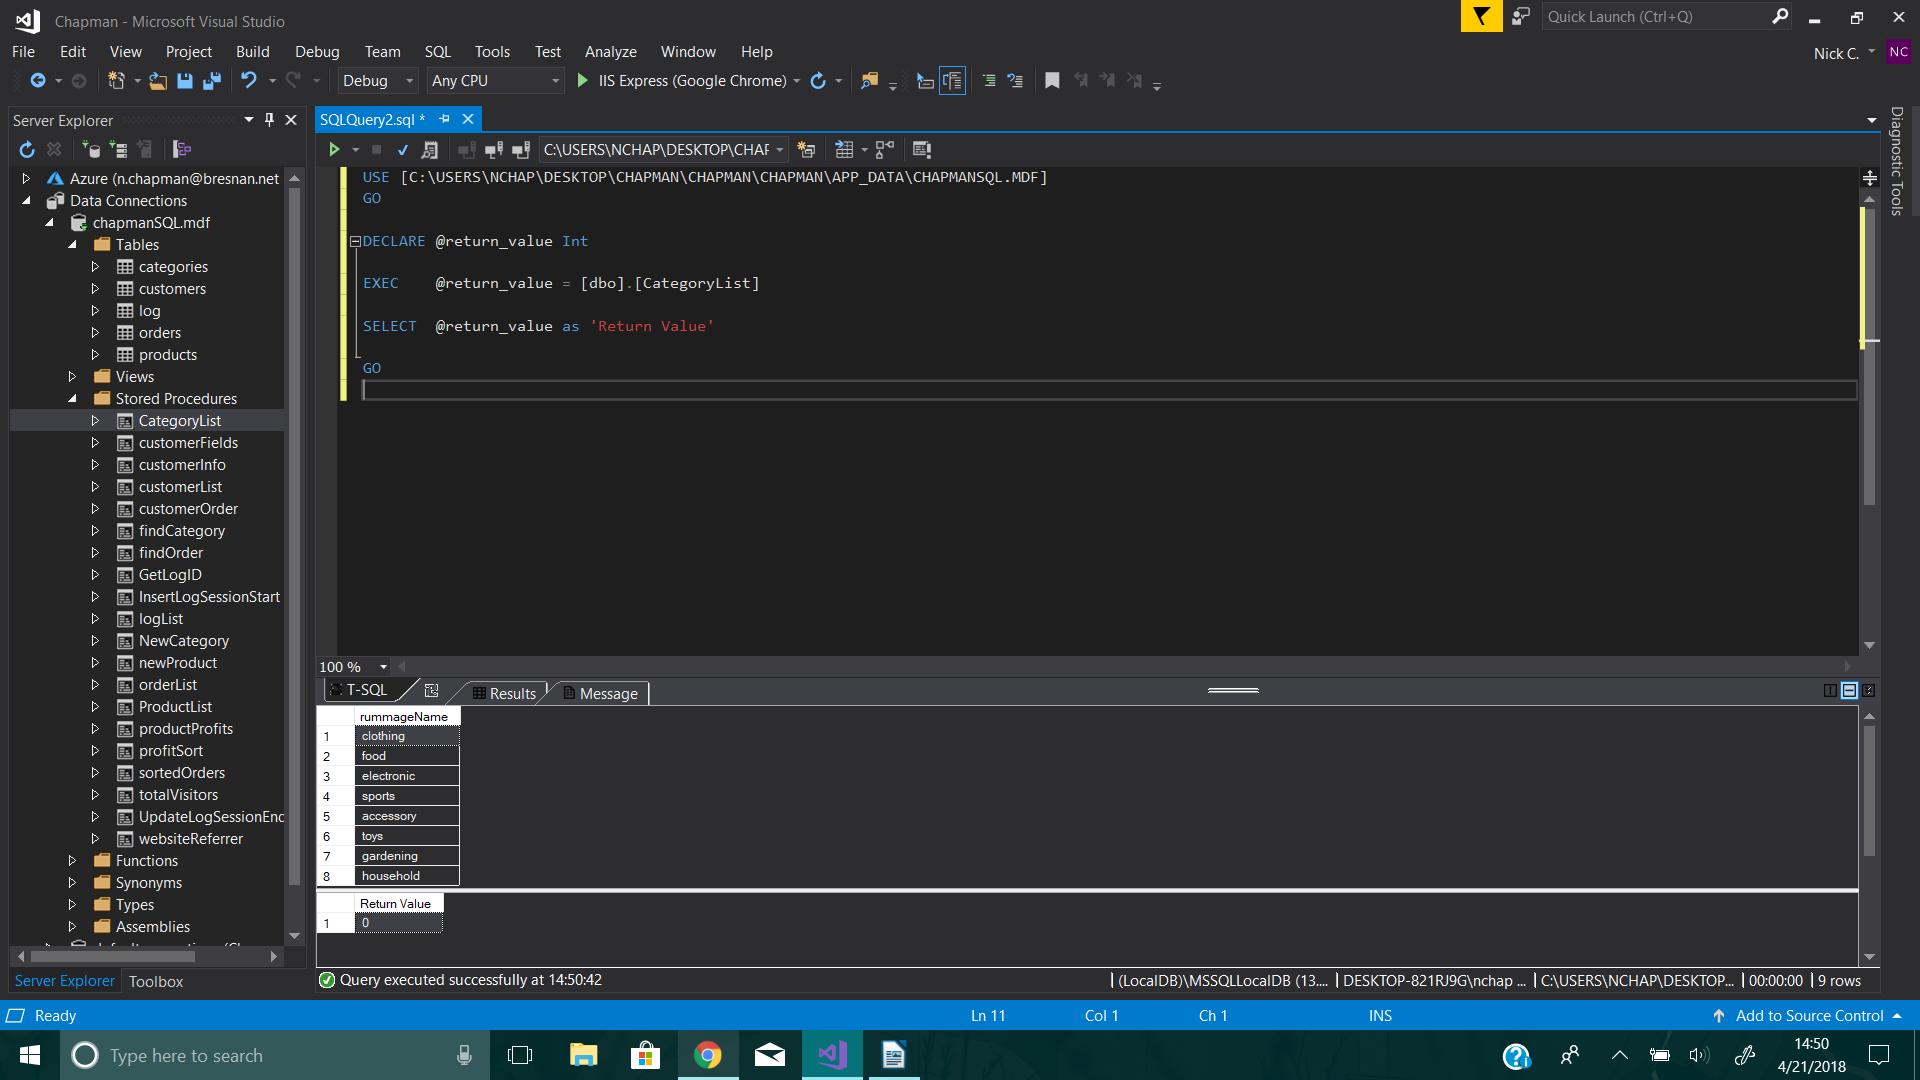 Chapman - Microsoft Visual Studio
Quick Launch (Ctrl+Q)
File Edit View Project Build Debug Team SQL Tools Test Analyze Window Help
Nick C. NC
Debug Any CPU IIS Express (Google Chrome)
Server Explorer
SQLQuery2.sql *
C:\USERS\NCHAP\DESKTOP\CHAP
Azure (n.chapman@bresnan.net
Data Connections
chapmanSQL.mdf
Tables
categories
customers
log
orders
products
Views
Stored Procedures
CategoryList
customerFields
customerInfo
customerList
customerOrder
findCategory
findOrder
GetLogID
InsertLogSessionStart
logList
NewCategory
newProduct
orderList
ProductList
productProfits
profitSort
sortedOrders
totalVisitors
UpdateLogSessionEnd
websiteReferrer
Functions
Synonyms
Types
Assemblies
Server Explorer Toolbox
USE [C:\USERS\NCHAP\DESKTOP\CHAPMAN\CHAPMAN\CHAPMAN\APP_DATA\CHAPMANSQL.MDF]
GO
DECLARE @return_value Int
EXEC @return_value = [dbo].[CategoryList]
SELECT @return_value as 'Return Value'
GO
Diagnostic Tools
100 %
T-SQL Results Message
rummageName
1 clothing
2 food
3 electronic
4 sports
5 accessory
6 toys
7 gardening
8 household
Return Value
1 0
Query executed successfully at 14:50:42
(LocalDB)\MSSQLLocalDB (13.... DESKTOP-821RJ9G\nchap ... C:\USERS\NCHAP\DESKTOP... 00:00:00 9 rows
Ready Ln 11 Col 1 Ch 1 INS Add to Source Control
Type here to search
14:50
4/21/2018